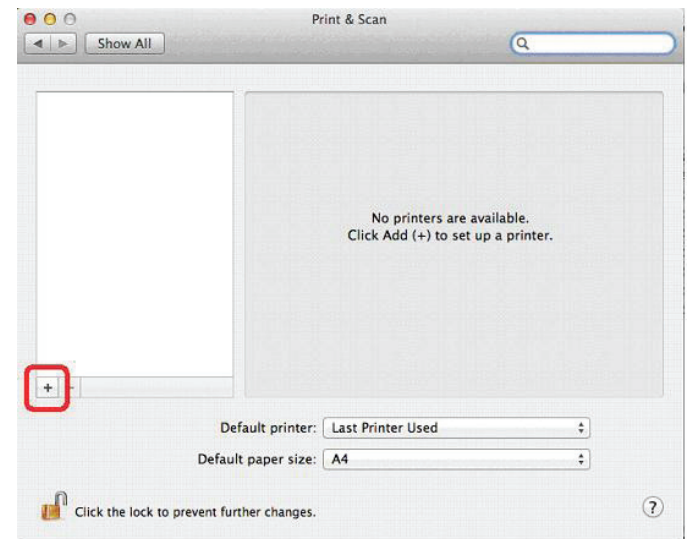 Print & Scan
Show All
No printers are available.
Click Add (+) to set up a printer.
+ -
Default printer: Last Printer Used
Default paper size: A4
Click the lock to prevent further changes.
?